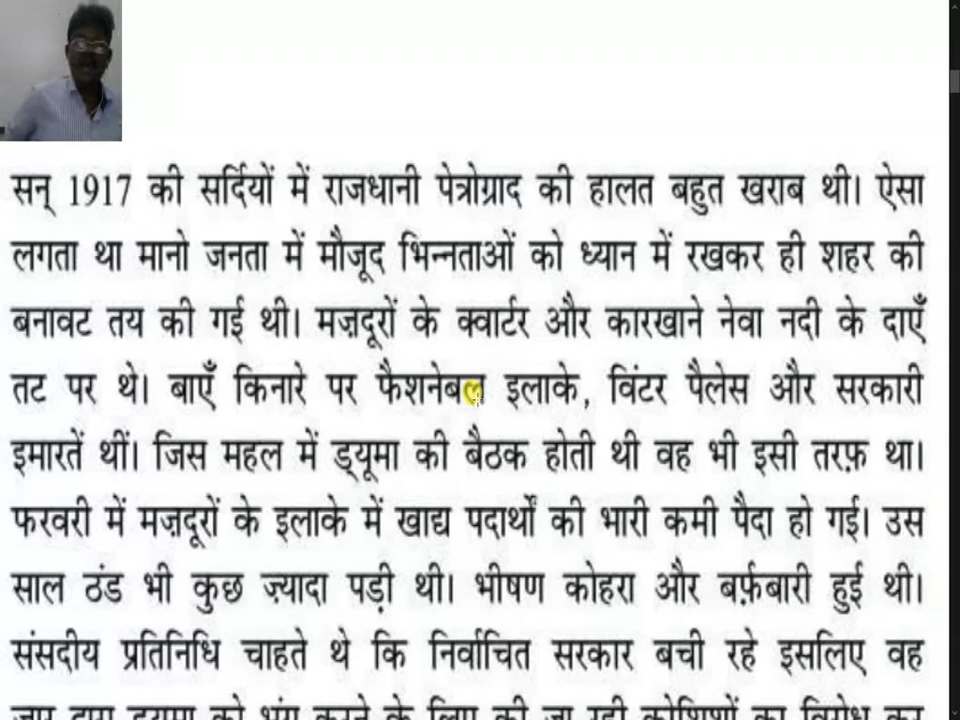 सन् 1917 की सर्दियों में राजधानी पेत्रोग्राद की हालत बहुत खराब थी। ऐसा
लगता था मानो जनता में मौजूद भिन्नताओं को ध्यान में रखकर ही शहर की
बनावट तय की गई थी। मज़दूरों के क्वार्टर और कारखाने नेवा नदी के दाएँ
तट पर थे। बाएँ किनारे पर फैशनेबल इलाके, विंटर पैलेस और सरकारी
इमारतें थीं। जिस महल में ड्यूमा की बैठक होती थी वह भी इसी तरफ़ था।
फरवरी में मज़दूरों के इलाके में खाद्य पदार्थों की भारी कमी पैदा हो गई। उस
साल ठंड भी कुछ ज़्यादा पड़ी थी। भीषण कोहरा और बर्फ़बारी हुई थी।
संसदीय प्रतिनिधि चाहते थे कि निर्वाचित सरकार बची रहे इसलिए वह